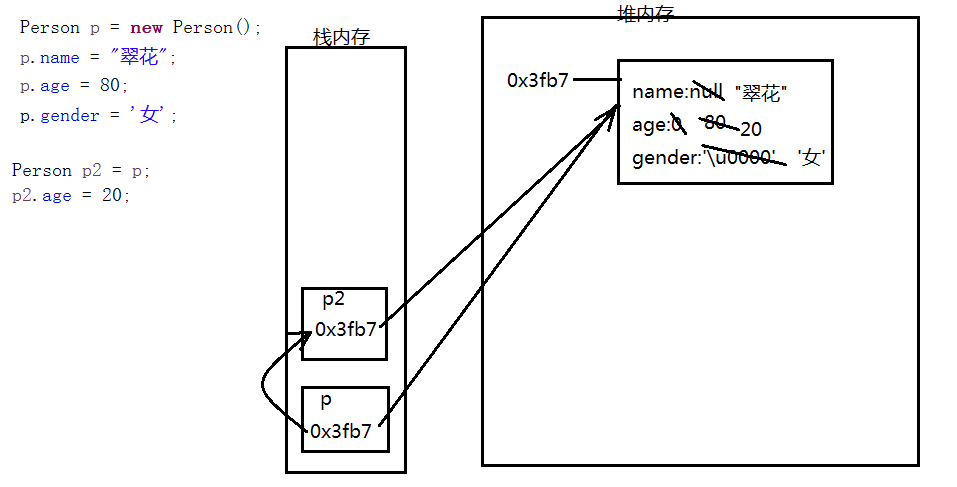 Person p = new Person();
p.name = "翠花";
p.age = 80;
p.gender = '女';
Person p2 = p;
p2.age = 20;
栈内存
p2
0x3fb7
p
0x3fb7
堆内存
0x3fb7
name:null "翠花"
age:0 80 20
gender:'\u0000' '女'